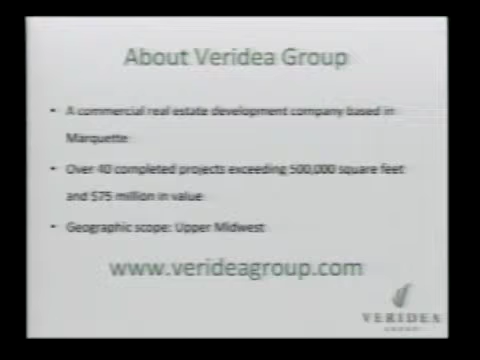 About Veridea Group
• A commercial real estate development company based in
Marquette
• Over 40 completed projects exceeding 500,000 square feet
and $75 million in value
• Geographic scope: Upper Midwest
www.verideagroup.com
VERIDEA
GROUP